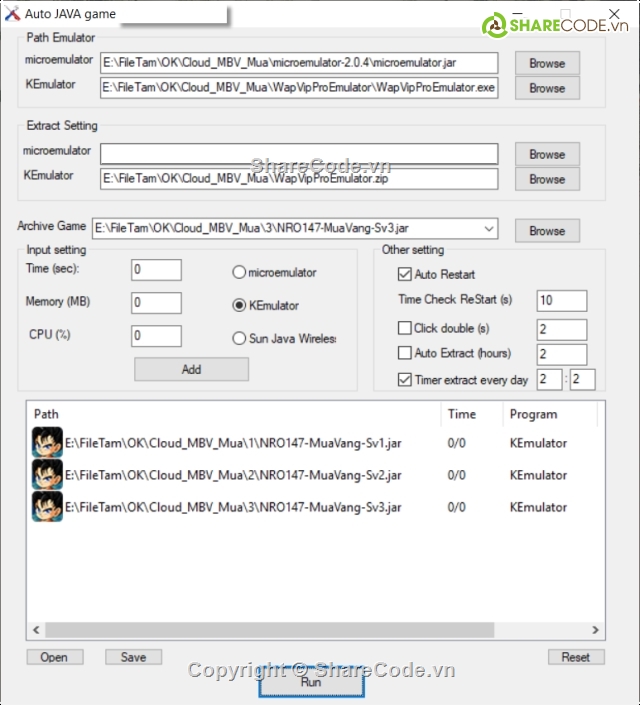 Auto JAVA game
SHARECODE.vn
Path Emulator
microemulator E:\FileTam\OK\Cloud_MBV_Mua\microemulator-2.0.4\microemulator.jar Browse
KEmulator E:\FileTam\OK\Cloud_MBV_Mua\WapVipProEmulator\WapVipProEmulator.exe Browse
Extract Setting
microemulator Browse
ShareCode.vn
KEmulator E:\FileTam\OK\Cloud_MBV_Mua\WapVipProEmulator.zip Browse
Archive Game E:\FileTam\OK\Cloud_MBV_Mua\3\NRO147-MuaVang-Sv3.jar Browse
Input setting
Time (sec): 0 microemulator
Memory (MB) 0 KEmulator
CPU (%) 0 Sun Java Wireles
Add
Other setting
Auto Restart
Time Check ReStart (s) 10
Click double (s) 2
Auto Extract (hours) 2
Timer extract every day 2 : 2
Path Time Program
E:\FileTam\OK\Cloud_MBV_Mua\1\NRO147-MuaVang-Sv1.jar 0/0 KEmulator
E:\FileTam\OK\Cloud_MBV_Mua\2\NRO147-MuaVang-Sv2.jar 0/0 KEmulator
E:\FileTam\OK\Cloud_MBV_Mua\3\NRO147-MuaVang-Sv3.jar 0/0 KEmulator
Open Save Reset
Copyright © ShareCode.vn
Run